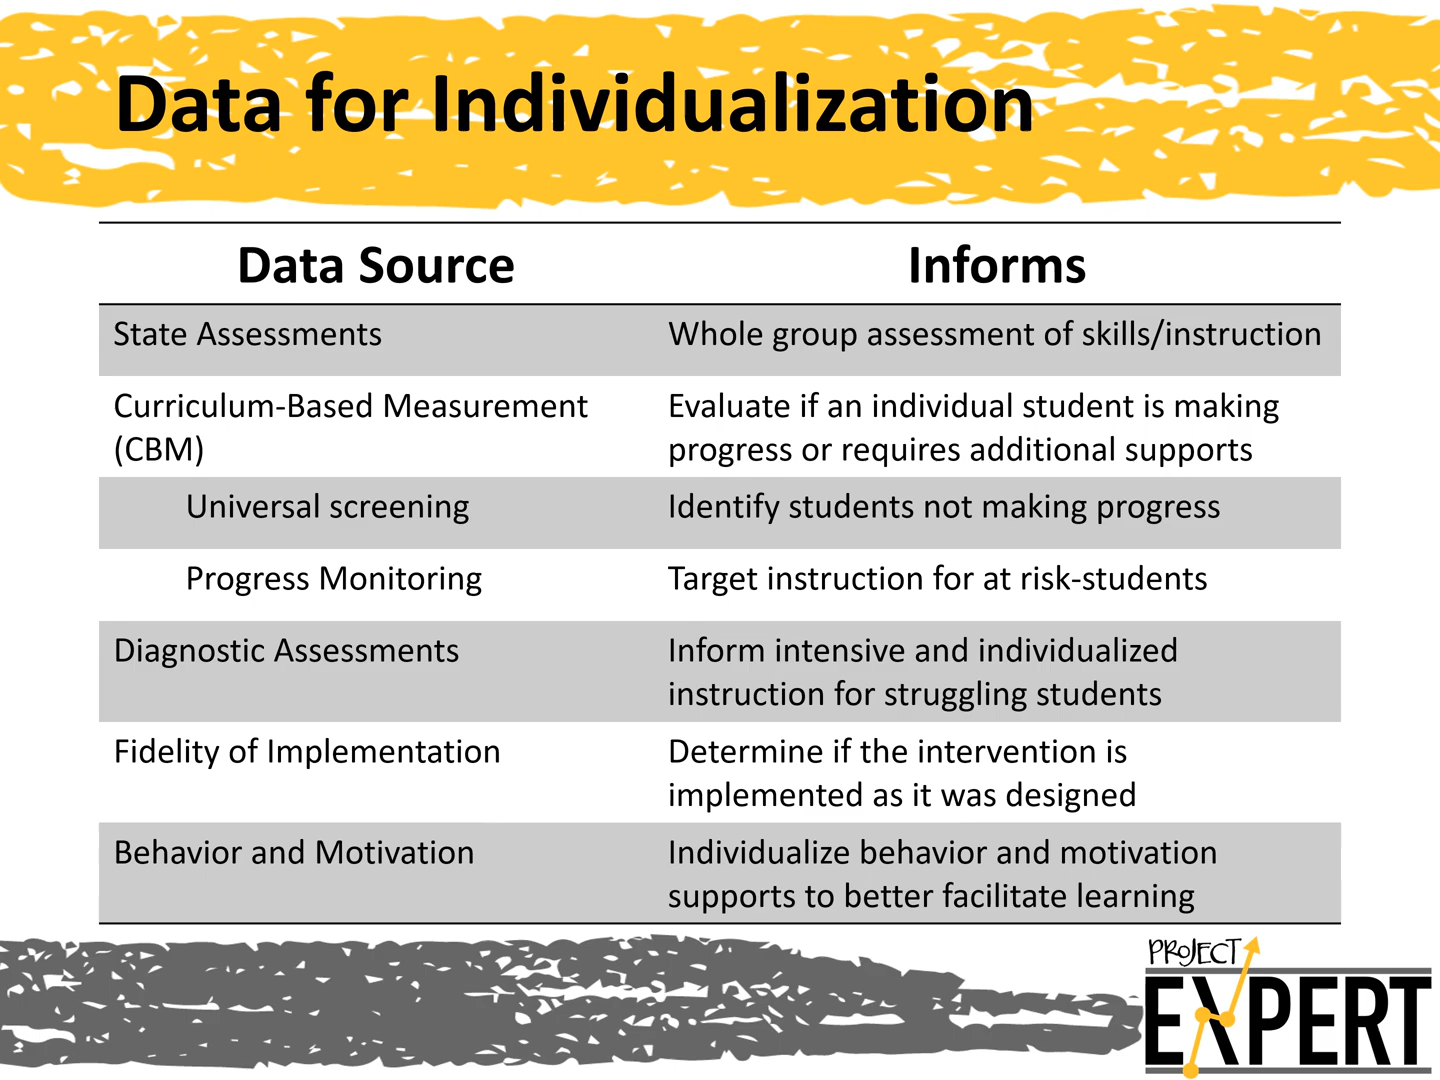 Data for Individualization
Data Source Informs
State Assessments Whole group assessment of skills/instruction
Curriculum-Based Measurement
(CBM)
Evaluate if an individual student is making
progress or requires additional supports
Universal screening Identify students not making progress
Progress Monitoring Target instruction for at risk-students
Diagnostic Assessments
Inform intensive and individualized
instruction for struggling students
Fidelity of Implementation
Determine if the intervention is
implemented as it was designed
Behavior and Motivation
Individualize behavior and motivation
supports to better facilitate learning
PROJECT
EXPERT